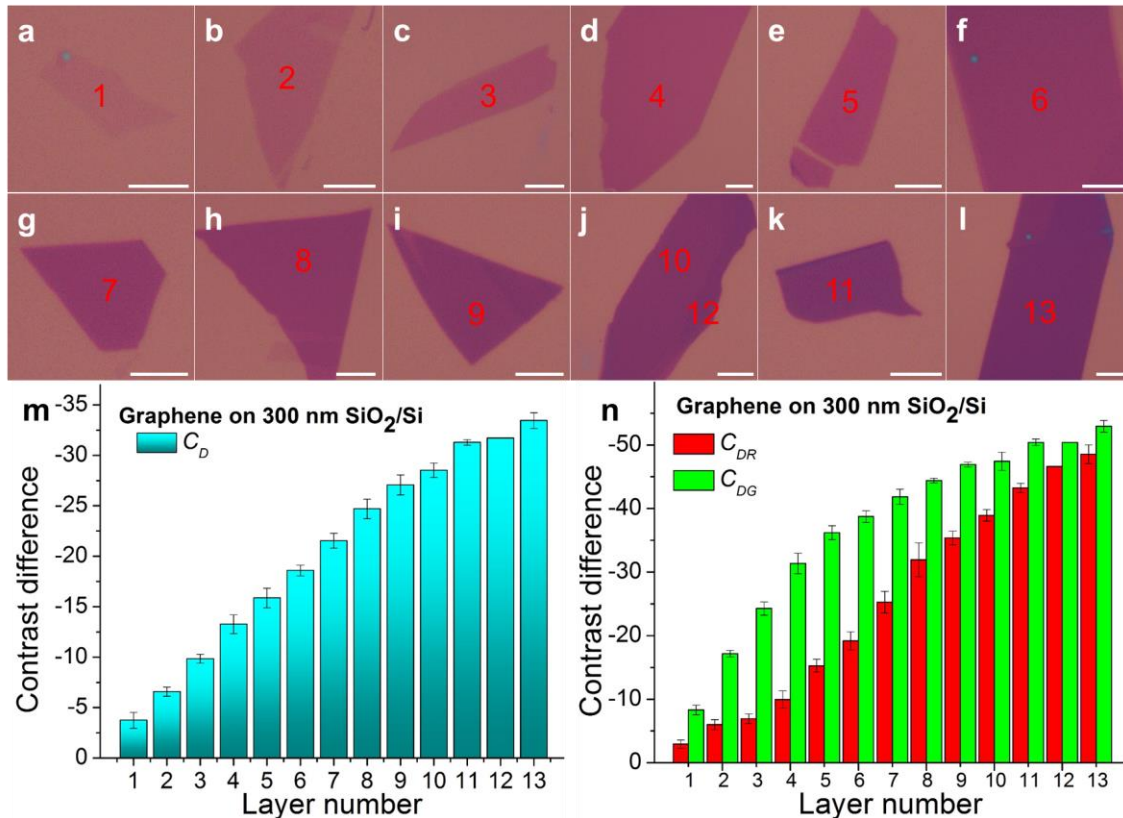 a b c d e f
1 2 3 4 5 6
g h i j k l
7 8 9 10 12 11 13
m
Graphene on 300 nm SiO₂/Si
C_D
Contrast difference
-35
-30
-25
-20
-15
-10
-5
0
1 2 3 4 5 6 7 8 9 10 11 12 13
Layer number
n
Graphene on 300 nm SiO₂/Si
C_DR
C_DG
Contrast difference
-50
-40
-30
-20
-10
0
1 2 3 4 5 6 7 8 9 10 11 12 13
Layer number